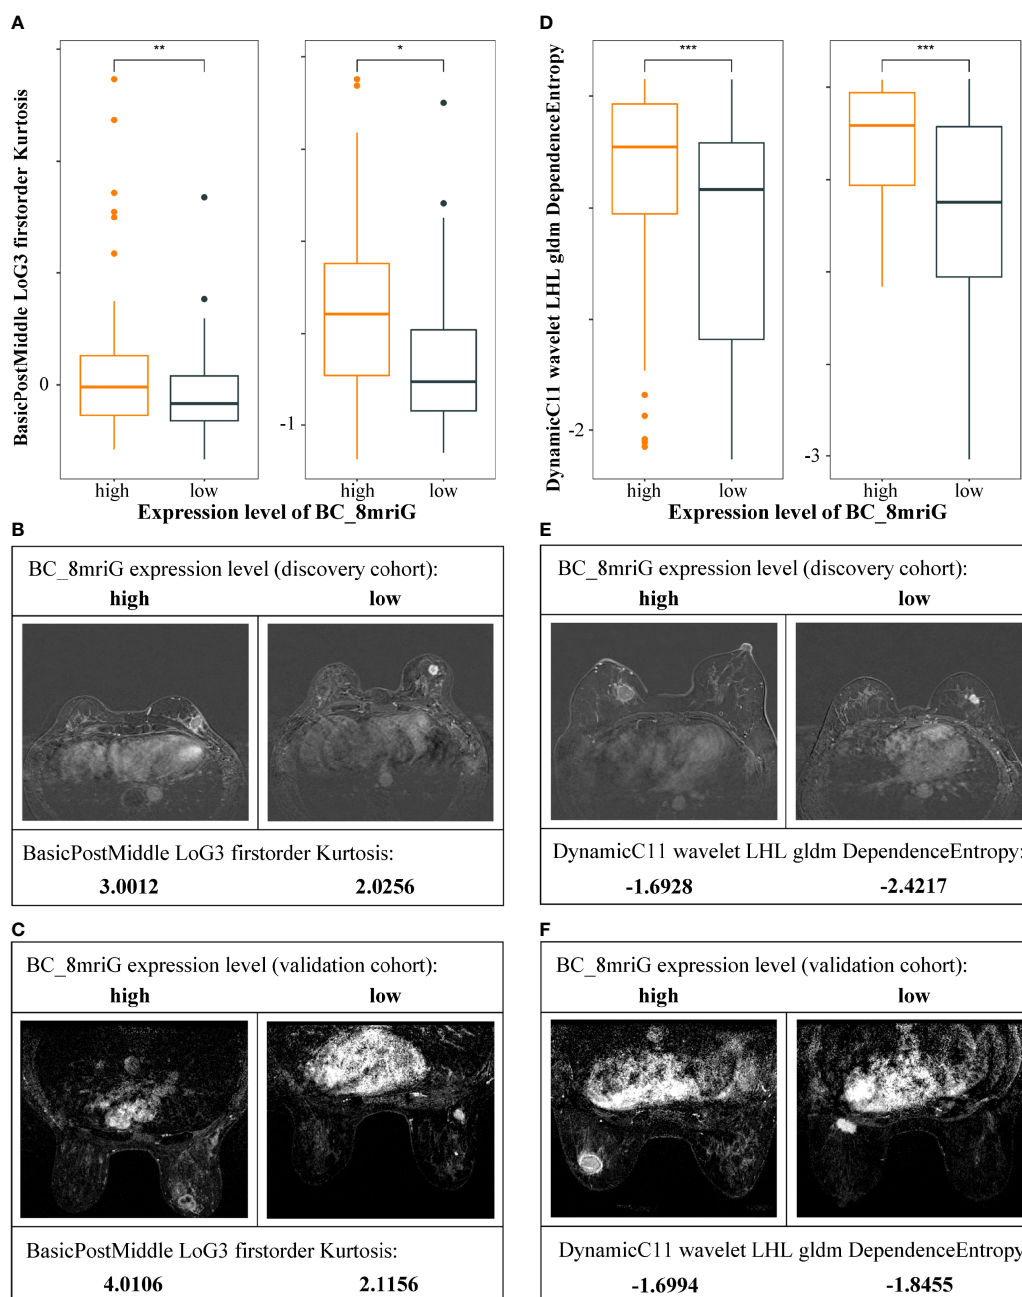 A
BasicPostMiddle LoG3 firstorder Kurtosis
**
*
0
-1
high
low
high
low
Expression level of BC_8mriG
D
DynamicC11 wavelet LHL gldm DependenceEntropy
***
***
-2
-3
high
low
high
low
Expression level of BC_8mriG
B
BC_8mriG expression level (discovery cohort):
high
low
BasicPostMiddle LoG3 firstorder Kurtosis:
3.0012
2.0256
E
BC_8mriG expression level (discovery cohort):
high
low
DynamicC11 wavelet LHL gldm DependenceEntropy:
-1.6928
-2.4217
C
BC_8mriG expression level (validation cohort):
high
low
BasicPostMiddle LoG3 firstorder Kurtosis:
4.0106
2.1156
F
BC_8mriG expression level (validation cohort):
high
low
DynamicC11 wavelet LHL gldm DependenceEntropy
-1.6994
-1.8455